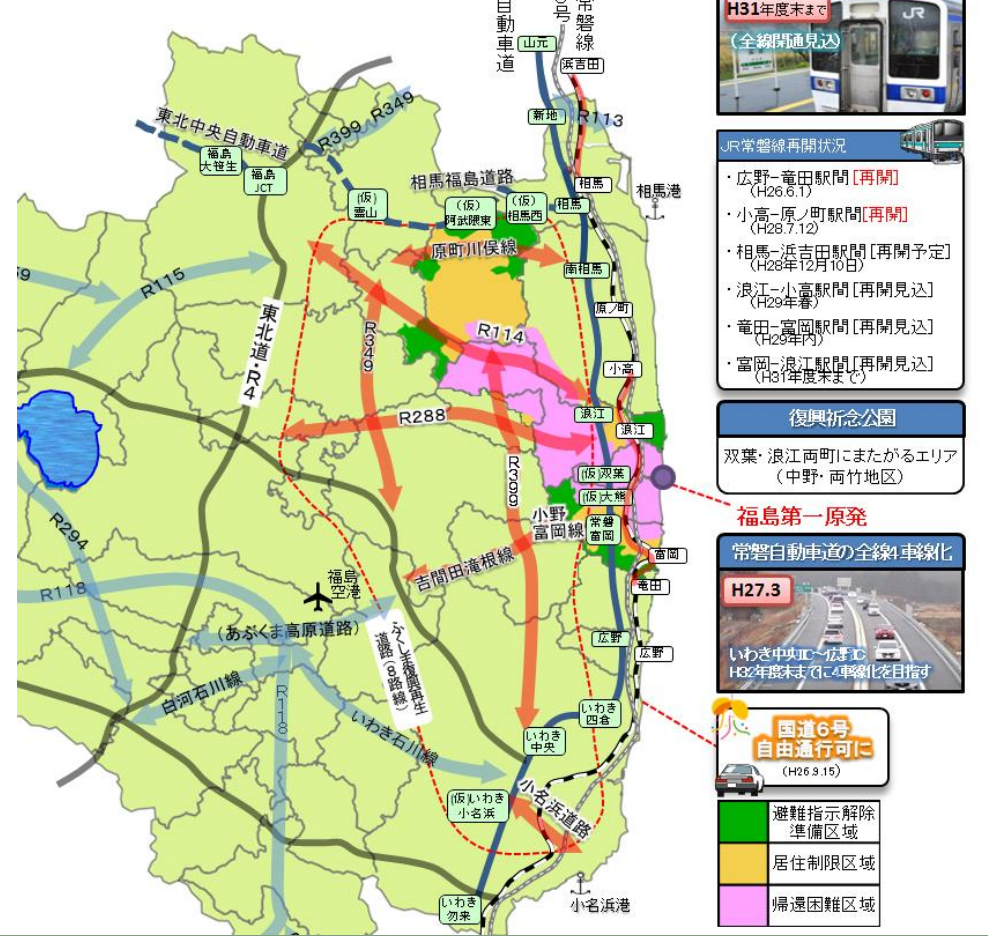 自動車道
号
常磐線
山元
浜吉田
新地
R113
R349
R399
東北中央自動車道
福島
大笹生
福島
JCT
相馬福島道路
(仮)
霊山
(仮)
阿武隈東
(仮)
相馬西
相馬
相馬
相馬港
原町川俣線
南相馬
原ノ町
R115
東北道・R4
R349
R114
小高
浪江
浪江
R288
R399
(仮)双葉
(仮)大熊
常磐
富岡
小野
富岡線
富岡
竜田
吉間田滝根線
R294
R118
福島
空港
(あぶくま高原道路)
ふくしま復興再生
道路(8路線)
広野
広野
白河石川線
R118
いわき石川線
いわき
四倉
いわき
中央
(仮)いわき
小名浜
小名浜道路
小名浜港
いわき
勿来
H31年度末まで
(全線開通見込)
JR
JR常磐線再開状況
・広野−竜田駅間[再開]
(H26.6.1)
・小高−原ノ町駅間[再開]
(H28.7.12)
・相馬−浜吉田駅間[再開予定]
(H28年12月10日)
・浪江−小高駅間[再開見込]
(H29年春)
・竜田−富岡駅間[再開見込]
(H29年内)
・富岡−浪江駅間[再開見込]
(H31年度末まで)
復興祈念公園
双葉・浪江両町にまたがるエリア
(中野・両竹地区)
福島第一原発
常磐自動車道の全線4車線化
H27.3
いわき中央IC〜広野IC
H32年度末までに4車線化を目指す
国道6号
自由通行可に
(H26.9.15)
避難指示解除
準備区域
居住制限区域
帰還困難区域